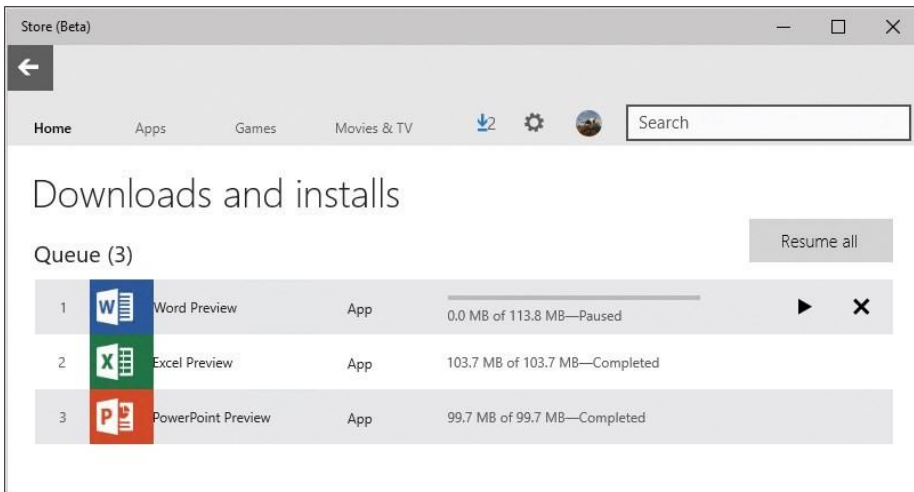 Store (Beta)
Home Apps Games Movies & TV 2 Search
Downloads and installs
Resume all
Queue (3)
1 Word Preview App 0.0 MB of 113.8 MB—Paused
2 Excel Preview App 103.7 MB of 103.7 MB—Completed
3 PowerPoint Preview App 99.7 MB of 99.7 MB—Completed